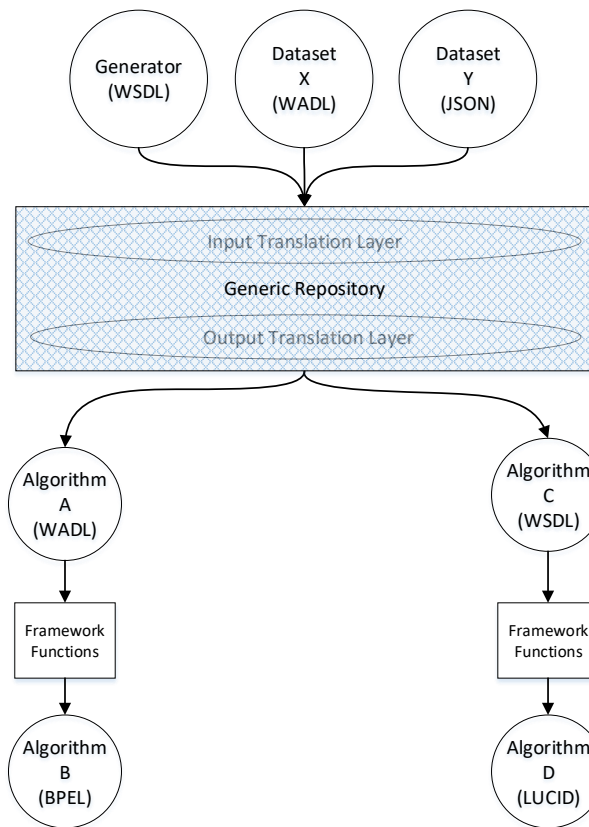 Generator
(WSDL)
Dataset
X
(WADL)
Dataset
Y
(JSON)
Input Translation Layer
Generic Repository
Output Translation Layer
Algorithm
A
(WADL)
Algorithm
C
(WSDL)
Framework
Functions
Framework
Functions
Algorithm
B
(BPEL)
Algorithm
D
(LUCID)